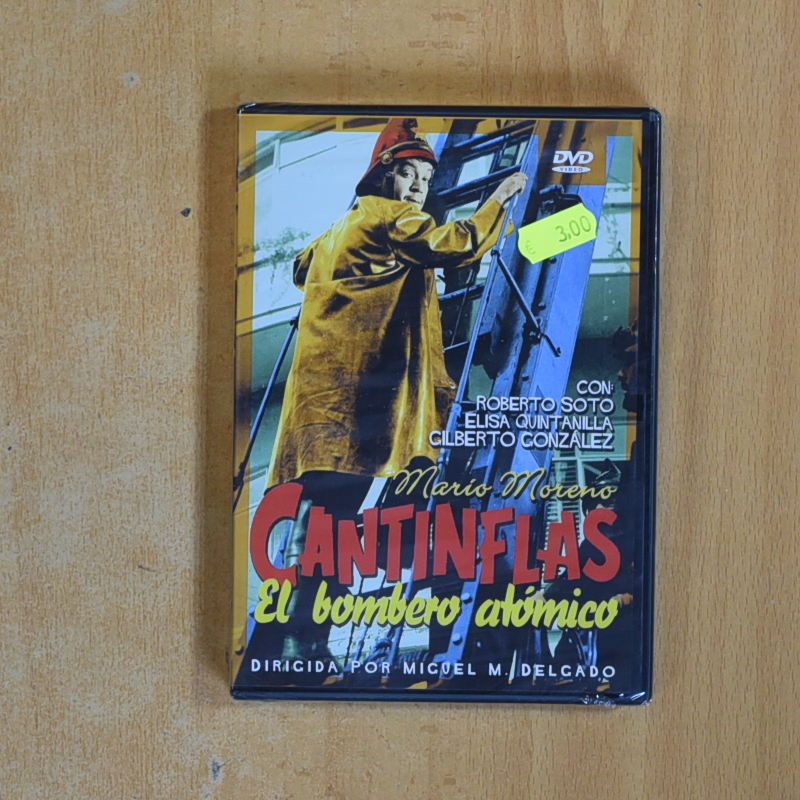 DVD
VIDEO
€ 3.00
CON:
ROBERTO SOTO
ELISA QUINTANILLA
GILBERTO GONZÁLEZ
Mario Moreno
CANTINFLAS
El bombero atómico
DIRIGIDA POR MIGUEL M. DELGADO